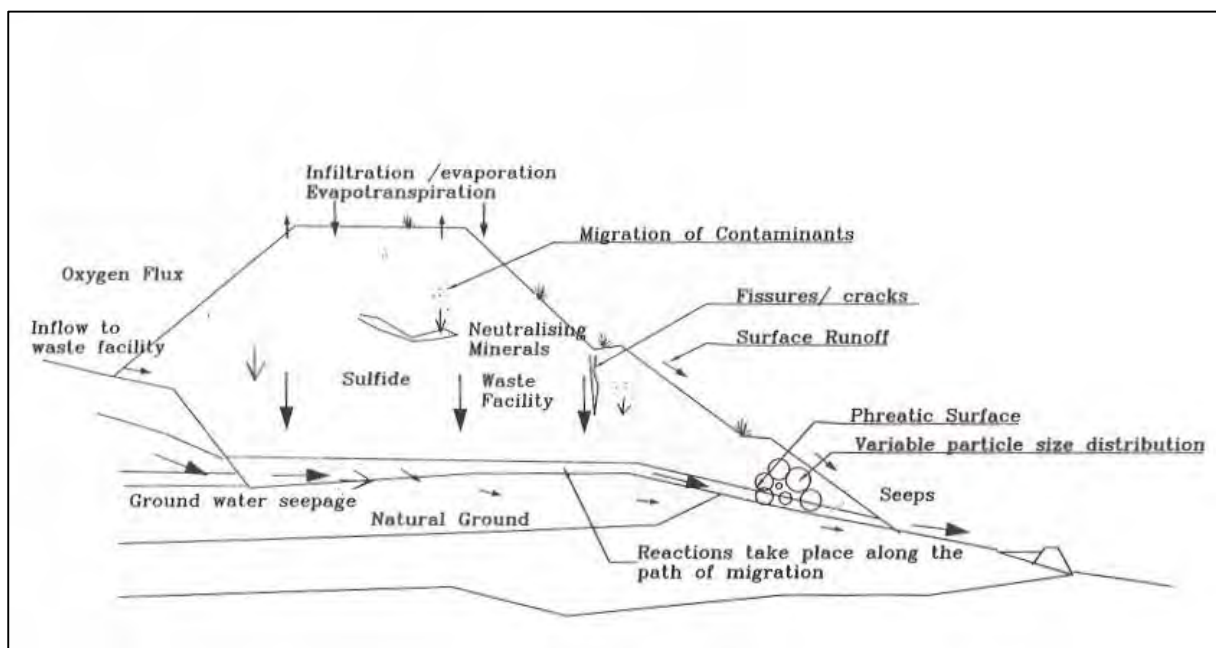 Infiltration /evaporation
Evapotranspiration
Migration of Contaminants
Oxygen Flux
Fissures/ cracks
Inflow to
waste facility
Neutralising
Minerals
Surface Runoff
Sulfide
Waste
Facility
Phreatic Surface
Variable particle size distribution
Ground water seepage
Seeps
Natural Ground
Reactions take place along the
path of migration